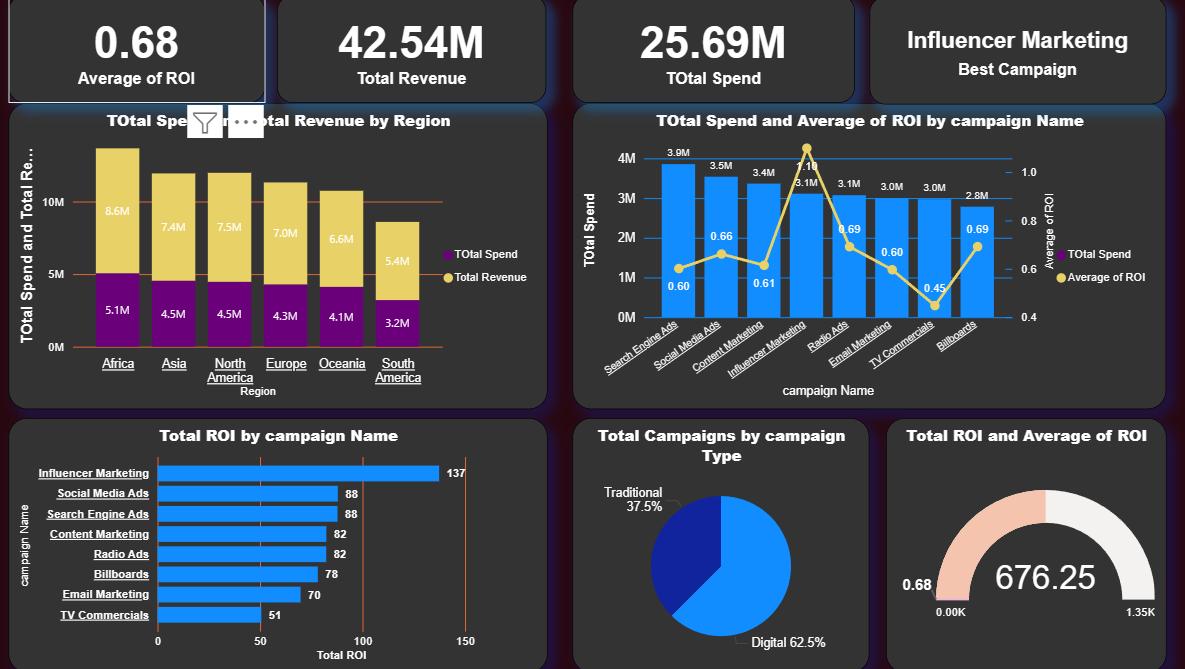 0.68
Average of ROI
42.54M
Total Revenue
25.69M
TOtal Spend
Influencer Marketing
Best Campaign
TOtal Spe
otal Revenue by Region
TOtal Spend and Total Re...
10M
5M
0M
8.6M
7.4M
7.5M
7.0M
6.6M
5.4M
5.1M
4.5M
4.5M
4.3M
4.1M
3.2M
Africa
Asia
North
America
Europe
Oceania
South
America
Region
TOtal Spend
Total Revenue
TOtal Spend and Average of ROI by campaign Name
TOtal Spend
4M
3M
2M
1M
0M
3.9M
3.5M
3.4M
3.1M
3.1M
3.0M
3.0M
2.8M
0.60
0.66
0.61
1.10
0.69
0.60
0.45
0.69
1.0
0.8
0.6
0.4
Average of ROI
Search Engine Ads
Social Media Ads
Content Marketing
Influencer Marketing
Radio Ads
Email Marketing
TV Commercials
Billboards
campaign Name
TOtal Spend
Average of ROI
Total ROI by campaign Name
campaign Name
Influencer Marketing 137
Social Media Ads 88
Search Engine Ads 88
Content Marketing 82
Radio Ads 82
Billboards 78
Email Marketing 70
TV Commercials 51
0 50 100 150
Total ROI
Total Campaigns by campaign
Type
Traditional
37.5%
Digital 62.5%
Total ROI and Average of ROI
0.68
676.25
0.00K
1.35K